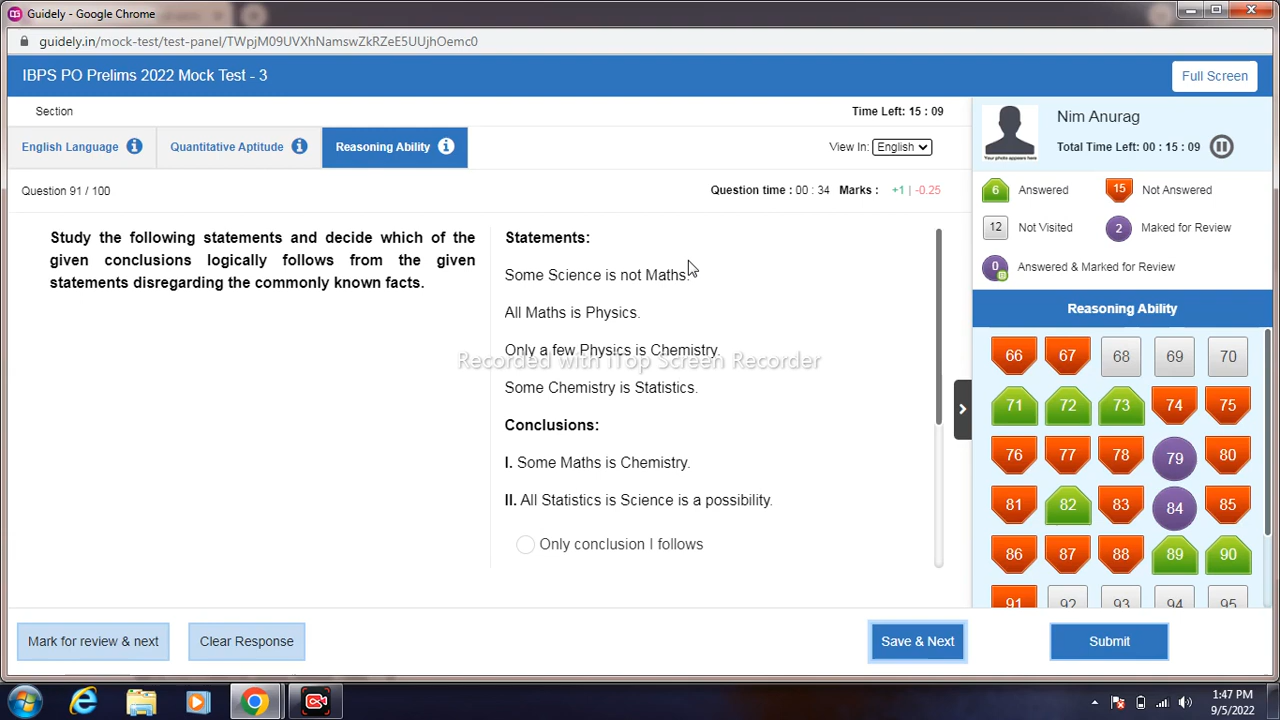 Guidely - Google Chrome
guidely.in/mock-test/test-panel/TWpjM09UVXhNamswZkRZeE5UUjhOemc0
IBPS PO Prelims 2022 Mock Test - 3
Full Screen
Section
Time Left: 15 : 09
English Language
Quantitative Aptitude
Reasoning Ability
View In: English
Question 91 / 100
Question time : 00 : 34 Marks : +1 | -0.25
Study the following statements and decide which of the
given conclusions logically follows from the given
statements disregarding the commonly known facts.
Statements:
Some Science is not Maths.
All Maths is Physics.
Only a few Physics is Chemistry.
Recorded with iTop Screen Recorder
Some Chemistry is Statistics.
Conclusions:
I. Some Maths is Chemistry.
II. All Statistics is Science is a possibility.
Only conclusion I follows
Mark for review & next
Clear Response
Save & Next
Nim Anurag
Your photo appears here
Total Time Left: 00 : 15 : 09
6 Answered
15 Not Answered
12 Not Visited
2 Maked for Review
0 Answered & Marked for Review
Reasoning Ability
66 67 68 69 70
71 72 73 74 75
76 77 78 79 80
81 82 83 84 85
86 87 88 89 90
91 92 93 94 95
Submit
1:47 PM
9/5/2022